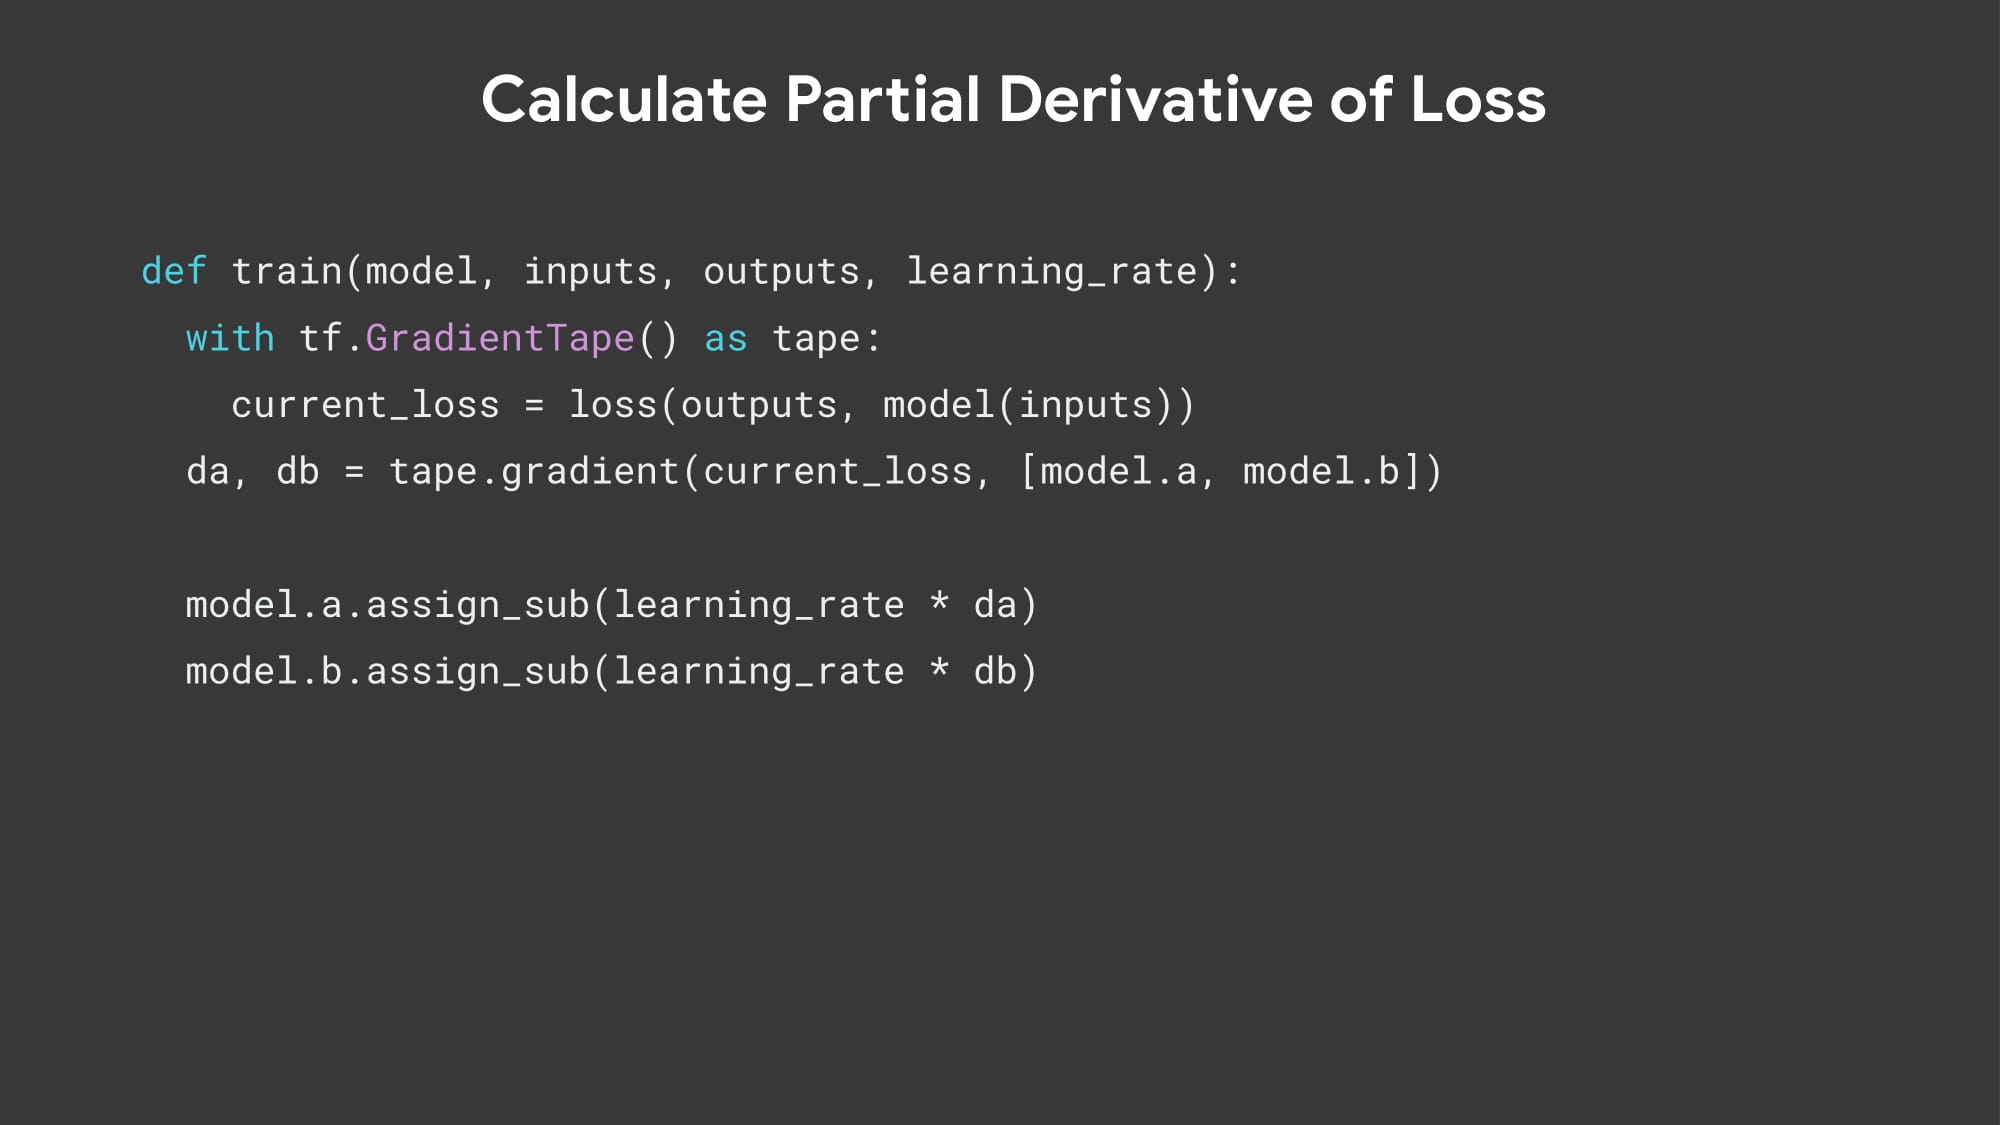 Calculate Partial Derivative of Loss
def train(model, inputs, outputs, learning_rate):
  with tf.GradientTape() as tape:
    current_loss = loss(outputs, model(inputs))
  da, db = tape.gradient(current_loss, [model.a, model.b])
  model.a.assign_sub(learning_rate * da)
  model.b.assign_sub(learning_rate * db)